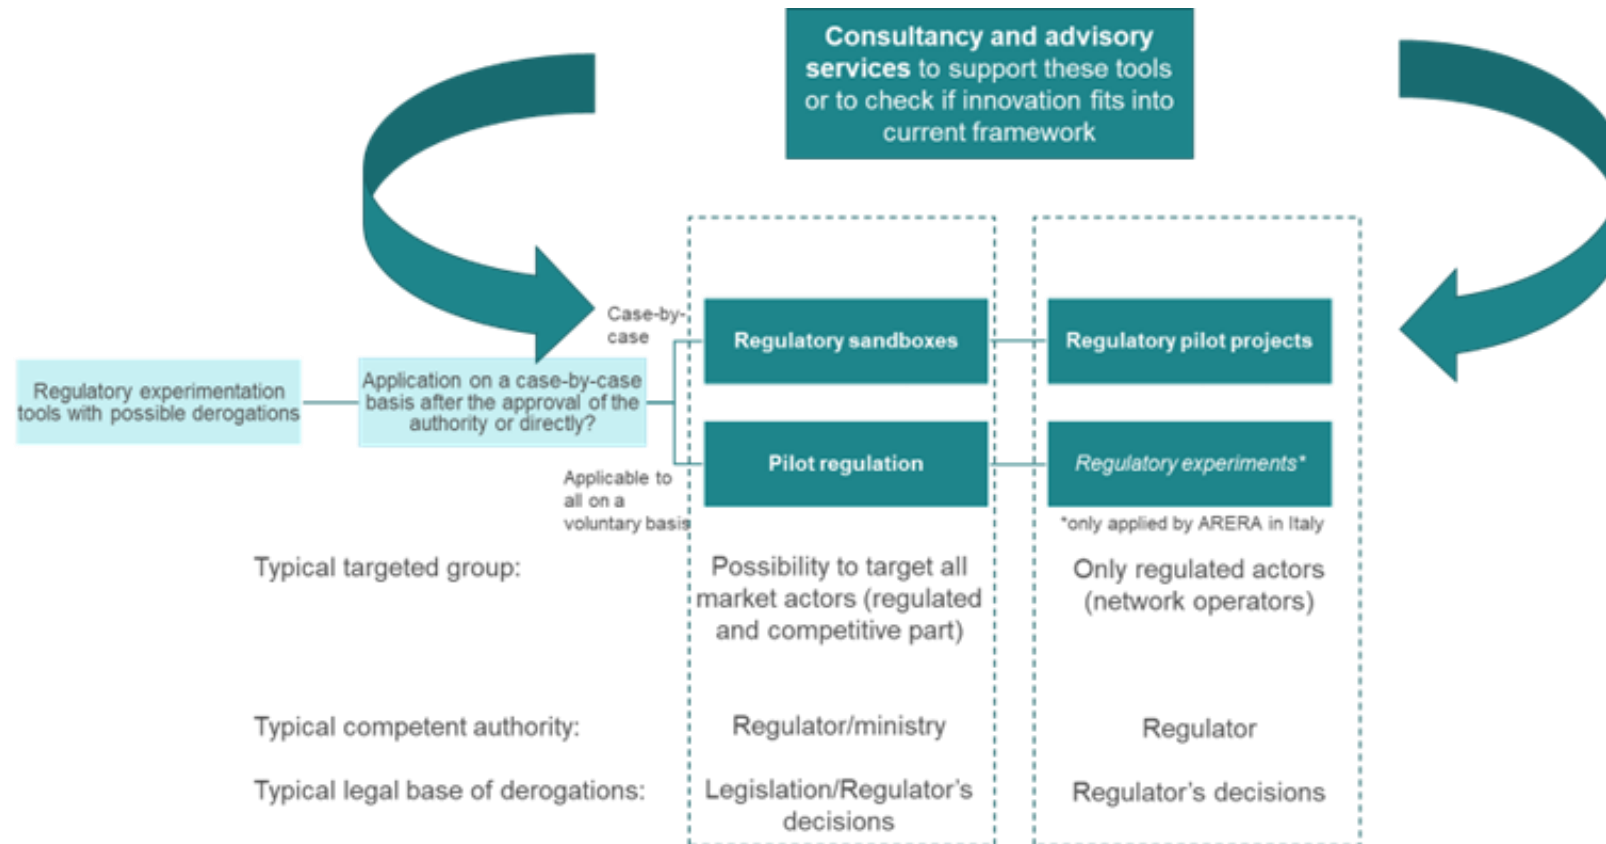 Consultancy and advisory
services to support these tools
or to check if innovation fits into
current framework
Case-by-
case
Regulatory sandboxes
Regulatory pilot projects
Regulatory experimentation
tools with possible derogations
Application on a case-by-case
basis after the approval of the
authority or directly?
Pilot regulation
Regulatory experiments*
Applicable to
all on a
voluntary basis
*only applied by ARERA in Italy
Typical targeted group:
Possibility to target all
market actors (regulated
and competitive part)
Only regulated actors
(network operators)
Typical competent authority:
Regulator/ministry
Regulator
Typical legal base of derogations:
Legislation/Regulator's
decisions
Regulator's decisions